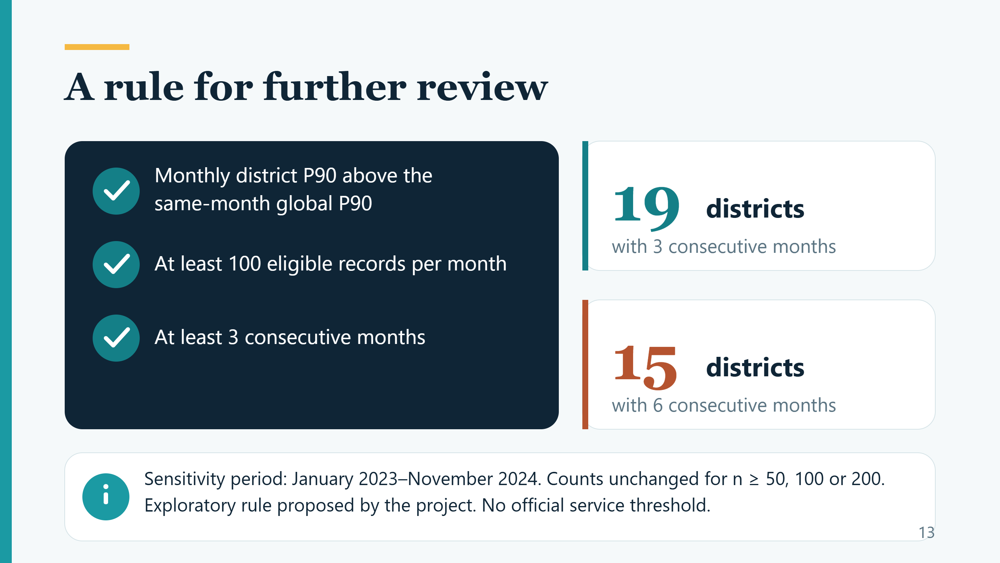 A rule for further review
Monthly district P90 above the
same-month global P90
At least 100 eligible records per month
At least 3 consecutive months
19 districts
with 3 consecutive months
15 districts
with 6 consecutive months
Sensitivity period: January 2023–November 2024. Counts unchanged for n ≥ 50, 100 or 200.
Exploratory rule proposed by the project. No official service threshold.
13